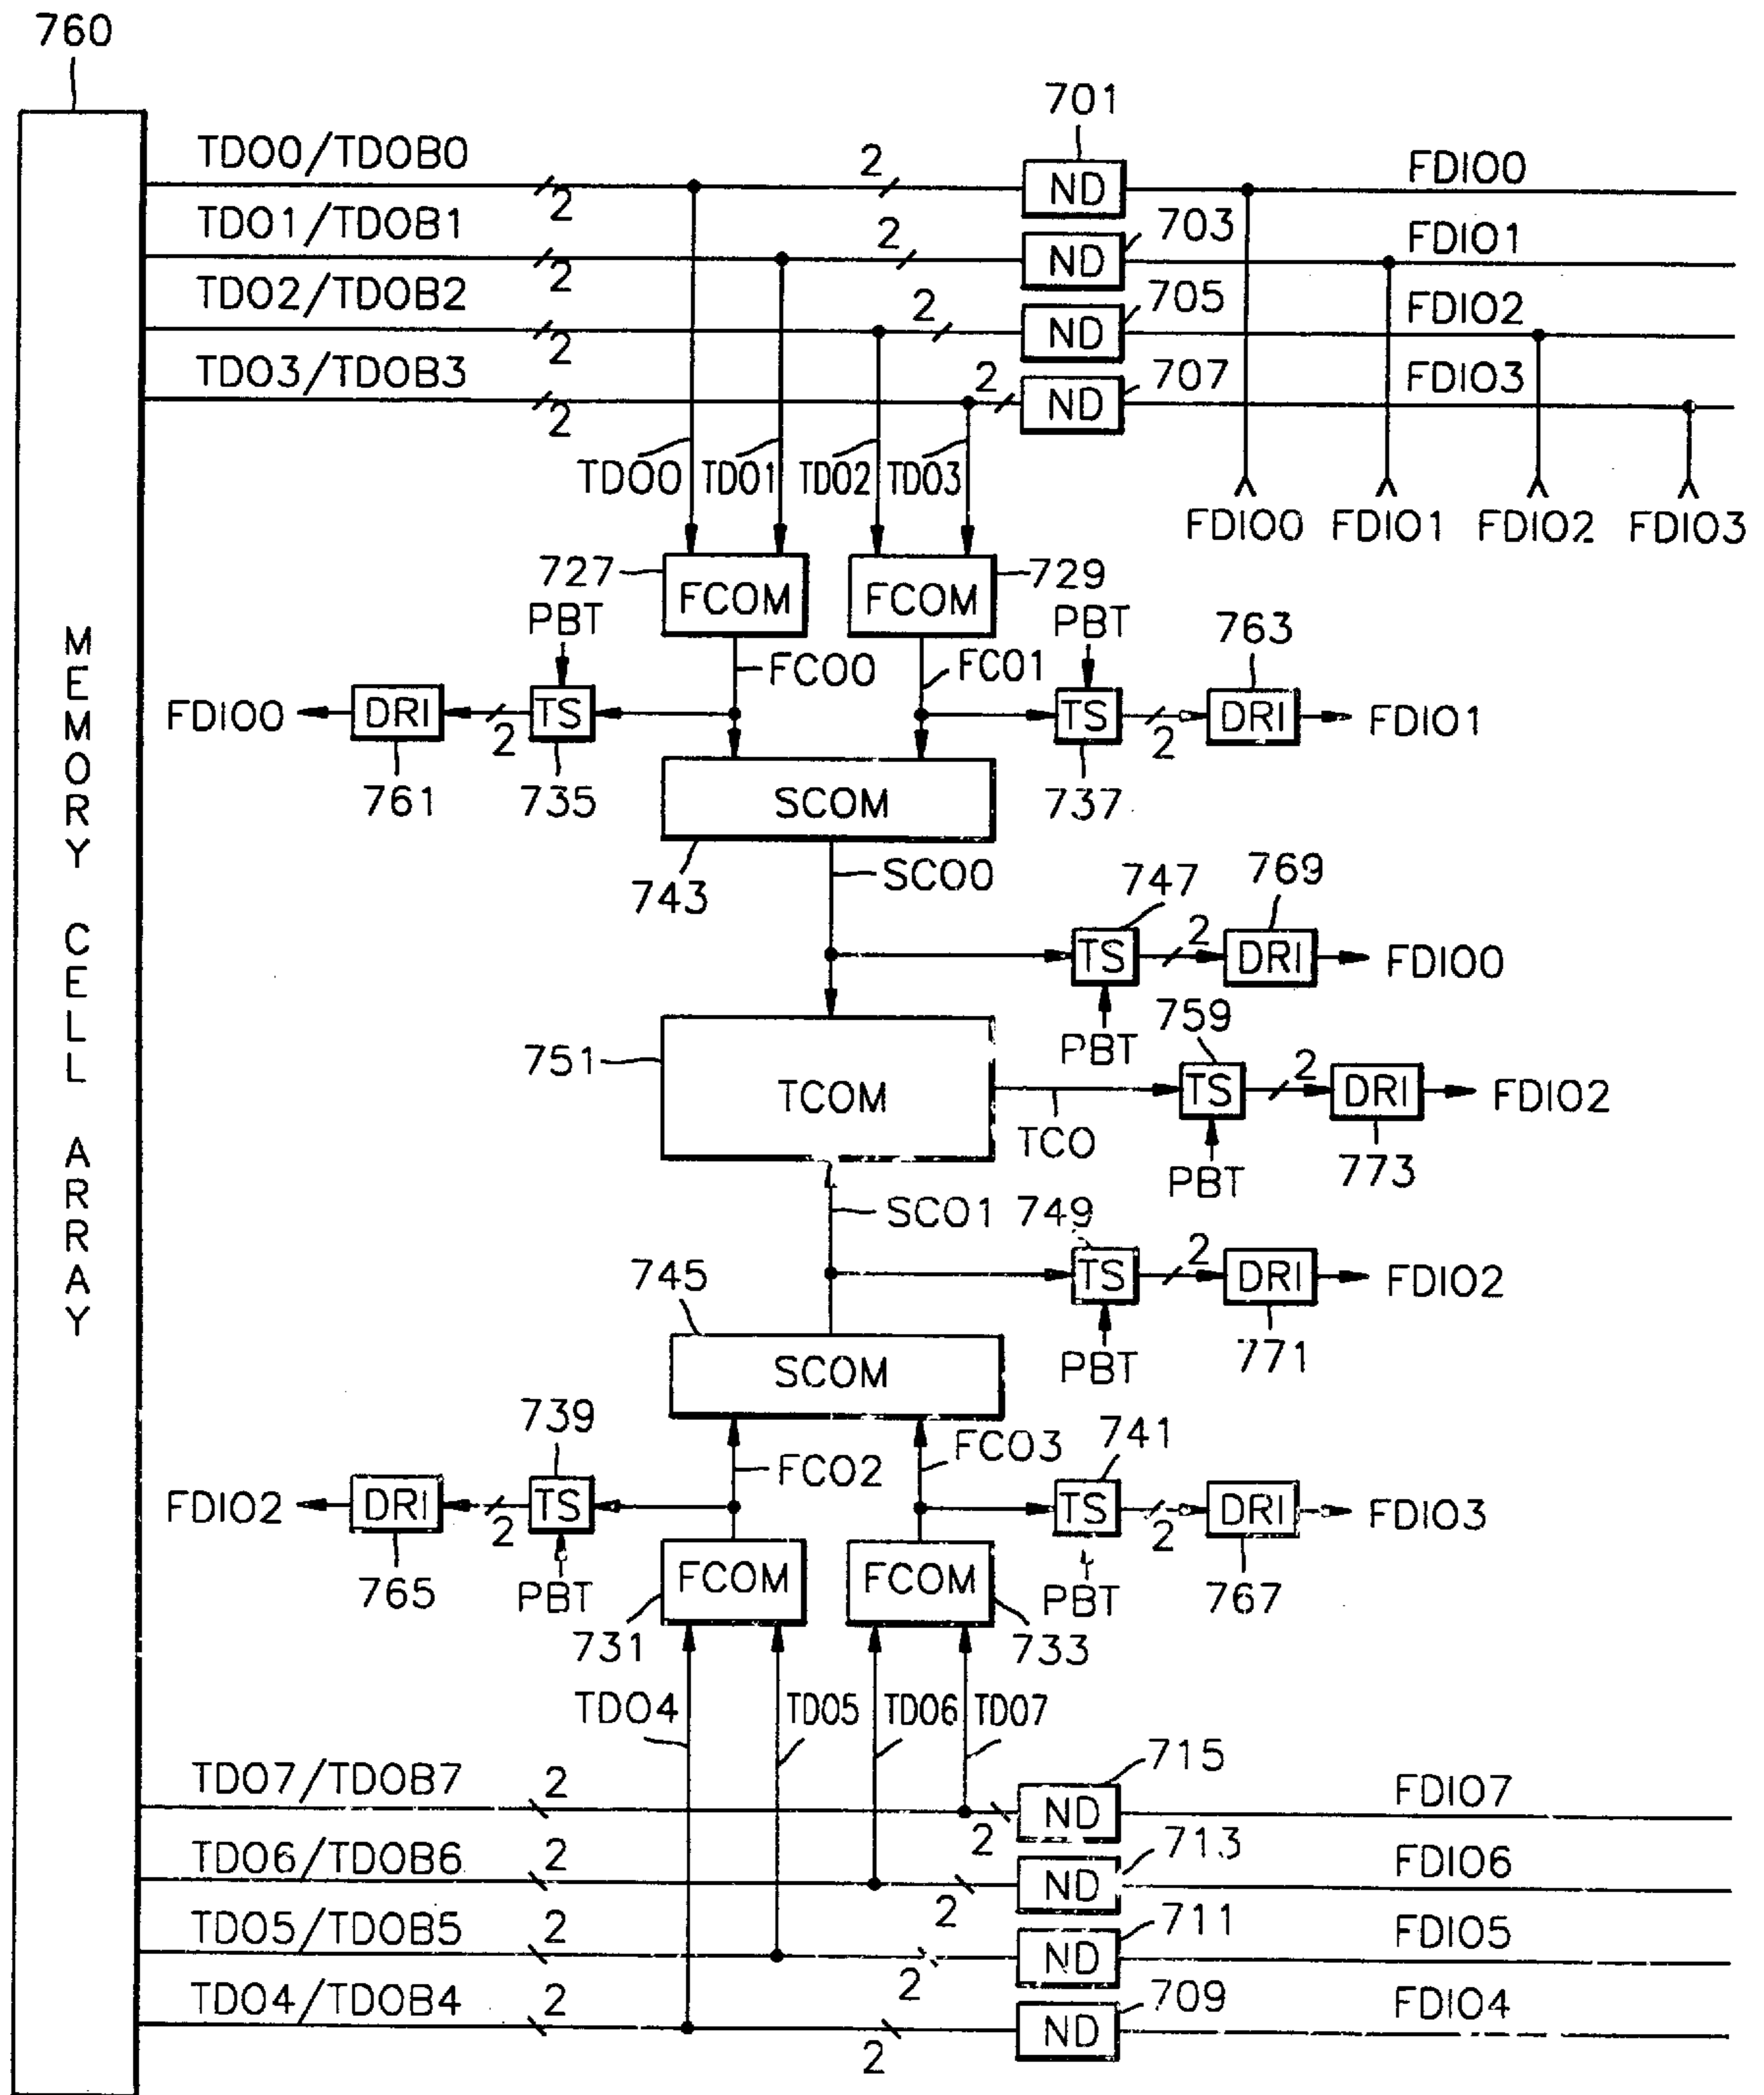 760
701
TDO0/TDOB0
2
2
ND
FDIO0
TDO1/TDOB1
2
2
ND
703
FDIO1
TDO2/TDOB2
2
2
ND
705
FDIO2
TDO3/TDOB3
2
2
ND
707
FDIO3
TDO0
TDO1
TDO2
TDO3
FDIO0
FDIO1
FDIO2
FDIO3
727
FCOM
FCOM
729
PBT
PBT
763
FCO0
FCO1
FDIO0
DRI
2
TS
TS
2
DRI
FDIO1
761
735
SCOM
737
743
SCO0
747
769
TS
2
DRI
FDIO0
PBT
759
751
TCOM
TCO
TS
2
DRI
FDIO2
PBT
773
SCO1
749
745
TS
2
DRI
FDIO2
PBT
771
SCOM
739
741
FCO2
FCO3
FDIO2
DRI
2
TS
TS
2
DRI
FDIO3
765
PBT
FCOM
FCOM
PBT
767
731
733
TDO4
TDO5
TDO6
TDO7
715
TDO7/TDOB7
2
2
ND
FDIO7
713
TDO6/TDOB6
2
2
ND
FDIO6
711
TDO5/TDOB5
2
2
ND
FDIO5
709
TDO4/TDOB4
2
2
ND
FDIO4
MEMORY CELL ARRAY